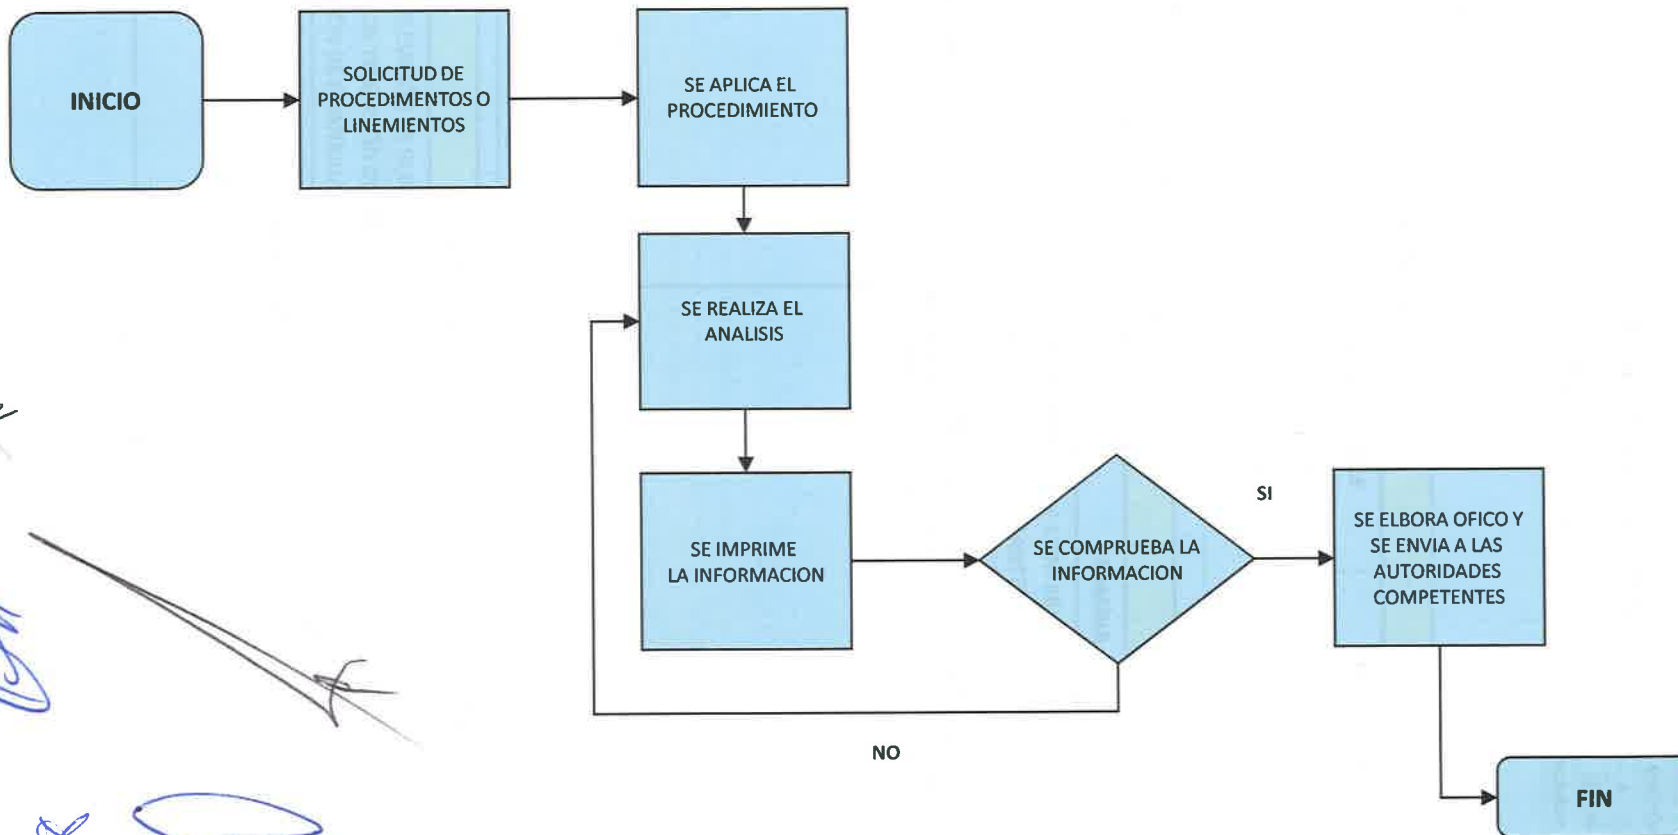 INICIO
SOLICITUD DE
PROCEDIMENTOS O
LINEMIENTOS
SE APLICA EL
PROCEDIMIENTO
SE REALIZA EL
ANALISIS
SE IMPRIME
LA INFORMACION
SE COMPRUEBA LA
INFORMACION
SI
SE ELBORA OFICO Y
SE ENVIA A LAS
AUTORIDADES
COMPETENTES
NO
FIN